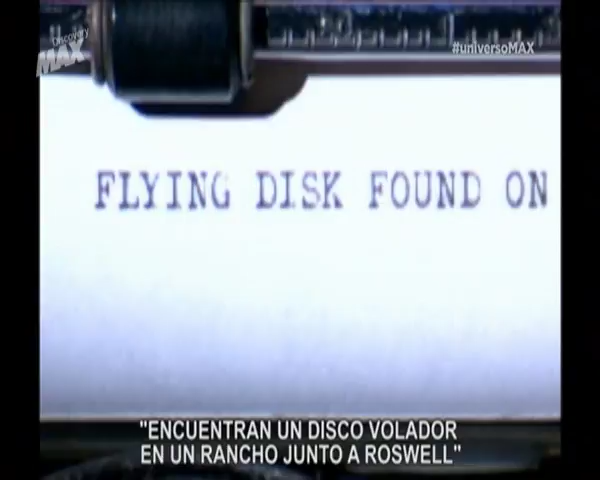 Discovery
MAX
#universoMAX
FLYING DISK FOUND ON
"ENCUENTRAN UN DISCO VOLADOR
EN UN RANCHO JUNTO A ROSWELL"